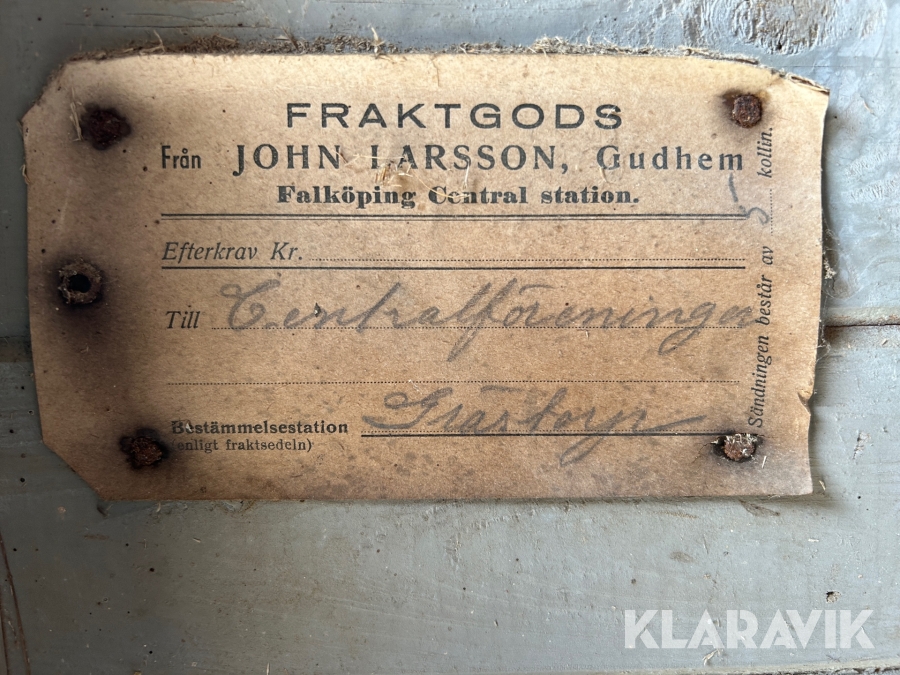 FRAKTGODS
Från JOHN LARSSON, Gudhem
Falköping Central station.
Efterkrav Kr.
Till Centralföreningen
Bestämmelsestation Grästorp
(enligt fraktsedeln)
Sändningen består av 5 kollin.
KLARAVIK